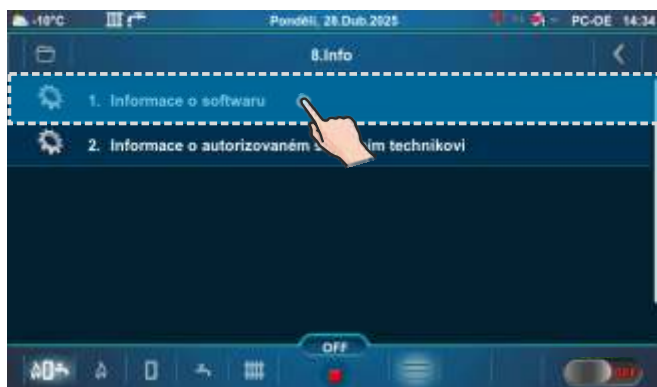 -10°C Pondělí, 28.Dub.2025 PC-OE 14:34
8.Info
1. Informace o softwaru
2. Informace o autorizovaném technikovi
OFF
OFF